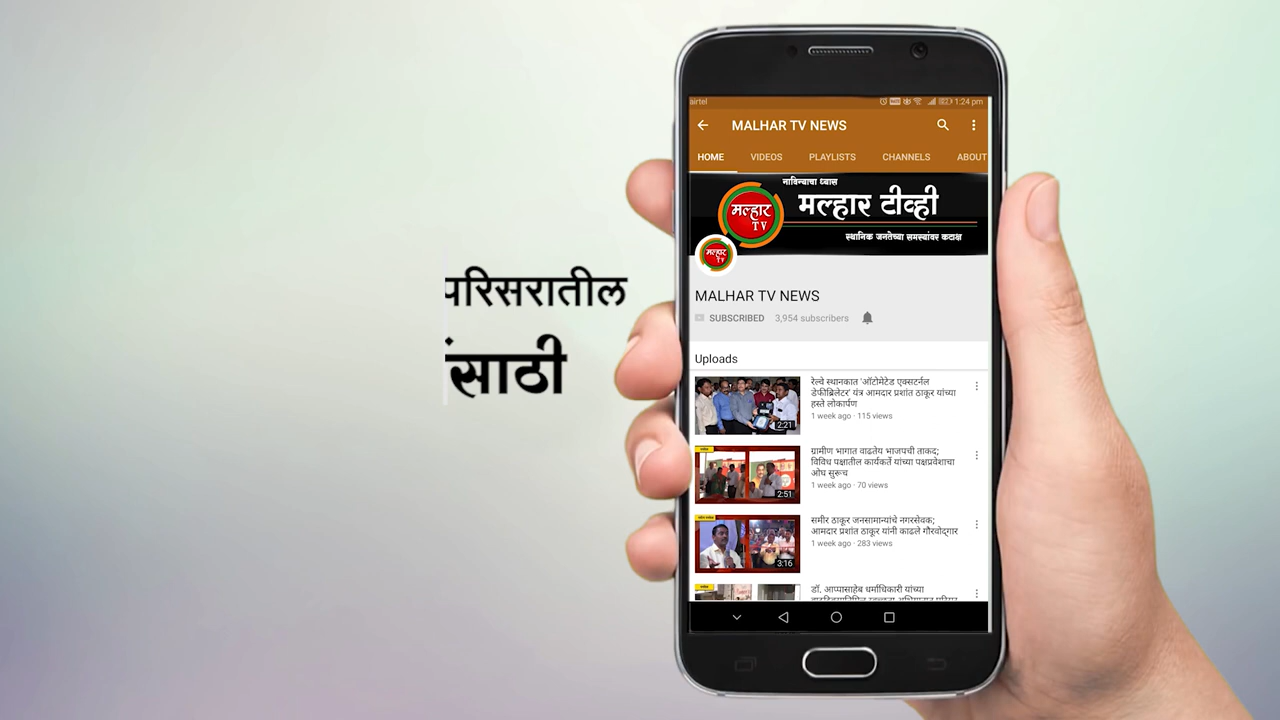 परिसरातील
ंसाठी
airtel
1:24 pm
MALHAR TV NEWS
HOME VIDEOS PLAYLISTS CHANNELS ABOUT
नाविन्याचा ध्यास
मल्हार टीव्ही
स्थानिक जनतेच्या समस्यांवर कटाक्ष
मल्हार
TV
मल्हार
TV
MALHAR TV NEWS
SUBSCRIBED 3,954 subscribers
Uploads
रेल्वे स्थानकात 'ऑटोमेटेड एक्सटर्नल
डेफीब्रिलेटर' यंत्र आमदार प्रशांत ठाकूर यांच्या
हस्ते लोकार्पण
1 week ago · 115 views
2:21
ग्रामीण भागात वाढतेय भाजपची ताकद;
विविध पक्षातील कार्यकर्ते यांच्या पक्षप्रवेशाचा
ओघ सुरूच
1 week ago · 70 views
2:51
समीर ठाकूर जनसामान्यांचे नगरसेवक;
आमदार प्रशांत ठाकूर यांनी काढले गौरवोद्गार
1 week ago · 283 views
3:16
डॉ. आप्पासाहेब धर्माधिकारी यांच्या